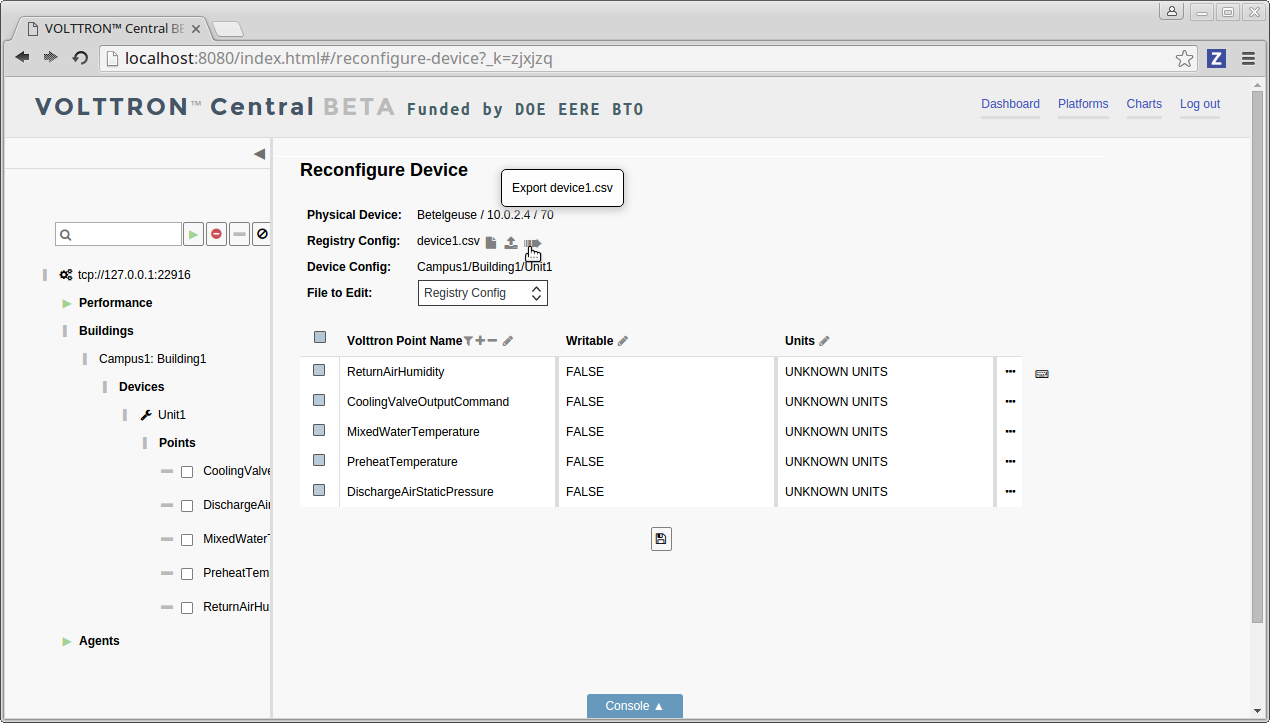 VOLTTRON™ Central BE
localhost:8080/index.html#/reconfigure-device?_k=zjxjzq
Z
VOLTTRON™ Central BETA Funded by DOE EERE BTO
Dashboard Platforms Charts Log out
Reconfigure Device
Export device1.csv
Physical Device: Betelgeuse / 10.0.2.4 / 70
Registry Config: device1.csv
Device Config: Campus1/Building1/Unit1
File to Edit: Registry Config
tcp://127.0.0.1:22916
Performance
Buildings
Campus1: Building1
Devices
Unit1
Points
CoolingValve
DischargeAir
MixedWaterT
PreheatTem
ReturnAirHu
Agents
Volttron Point Name Writable Units
ReturnAirHumidity FALSE UNKNOWN UNITS
CoolingValveOutputCommand FALSE UNKNOWN UNITS
MixedWaterTemperature FALSE UNKNOWN UNITS
PreheatTemperature FALSE UNKNOWN UNITS
DischargeAirStaticPressure FALSE UNKNOWN UNITS
Console ▲